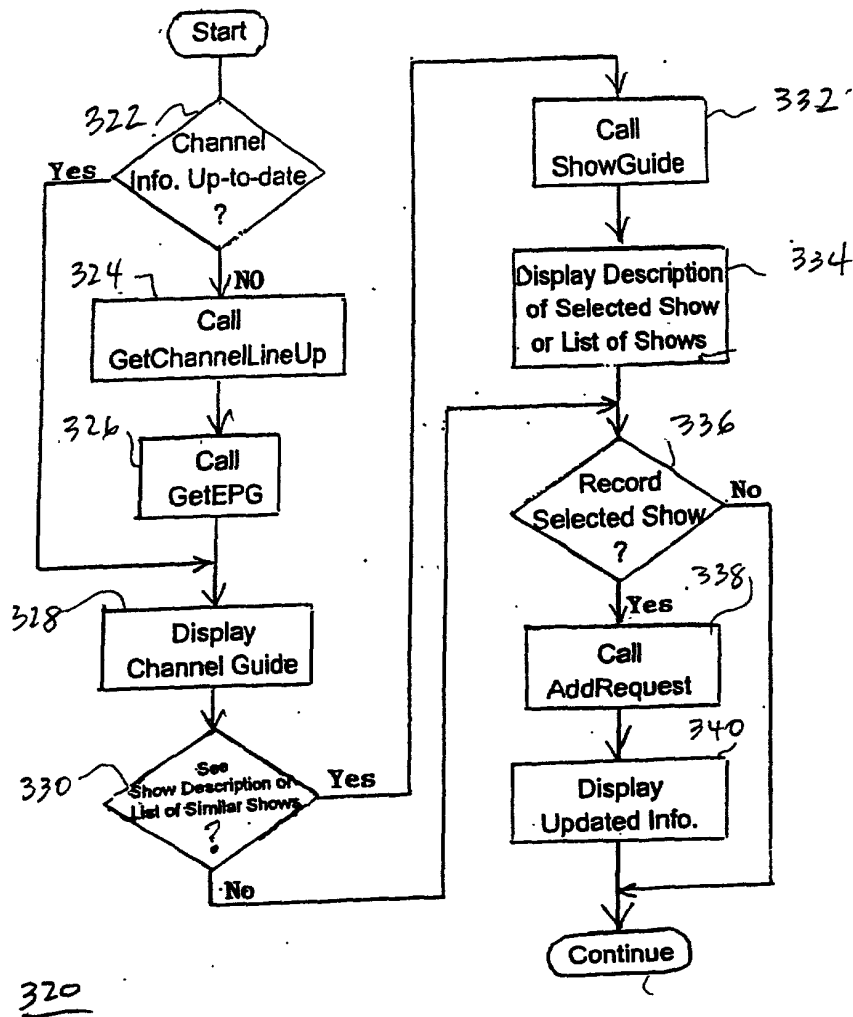 Start
322
Channel
Info. Up-to-date
?
Yes
NO
324
Call
GetChannelLineUp
326
Call
GetEPG
328
Display
Channel Guide
330
See
Show Description or
List of Similar Shows
?
Yes
No
332
Call
ShowGuide
334
Display Description
of Selected Show
or List of Shows
336
Record
Selected Show
?
No
Yes
338
Call
AddRequest
340
Display
Updated Info.
Continue
320